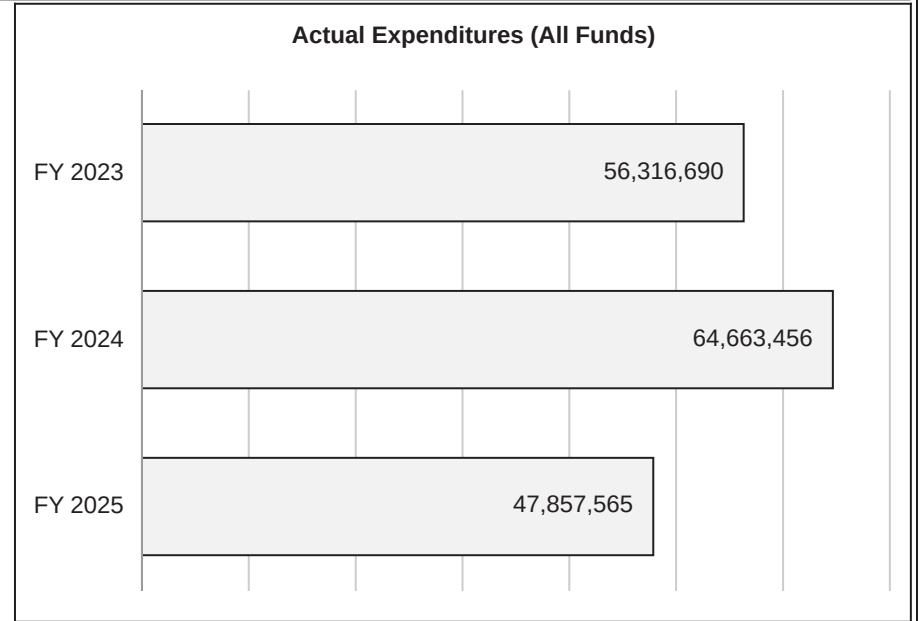 Actual Expenditures (All Funds)
FY 2023
56,316,690
FY 2024
64,663,456
FY 2025
47,857,565